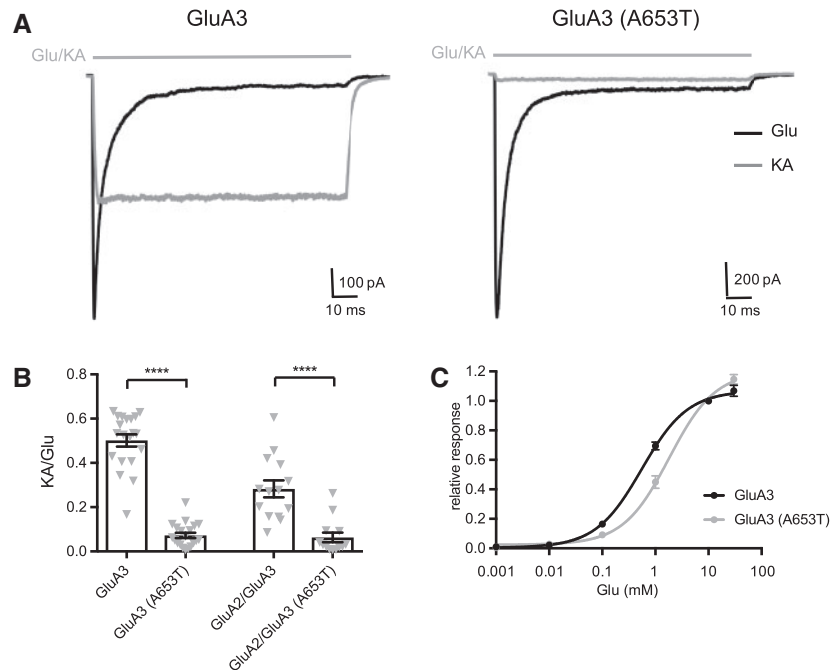 A
GluA3
GluA3 (A653T)
Glu/KA
Glu/KA
Glu
KA
100 pA
10 ms
200 pA
10 ms
B
KA/Glu
0.8
0.6
0.4
0.2
0.0
****
****
GluA3
GluA3 (A653T)
GluA2/GluA3
GluA2/GluA3 (A653T)
C
relative response
1.2
1.0
0.8
0.6
0.4
0.2
0.0
GluA3
GluA3 (A653T)
0.001 0.01 0.1 1 10 100
Glu (mM)